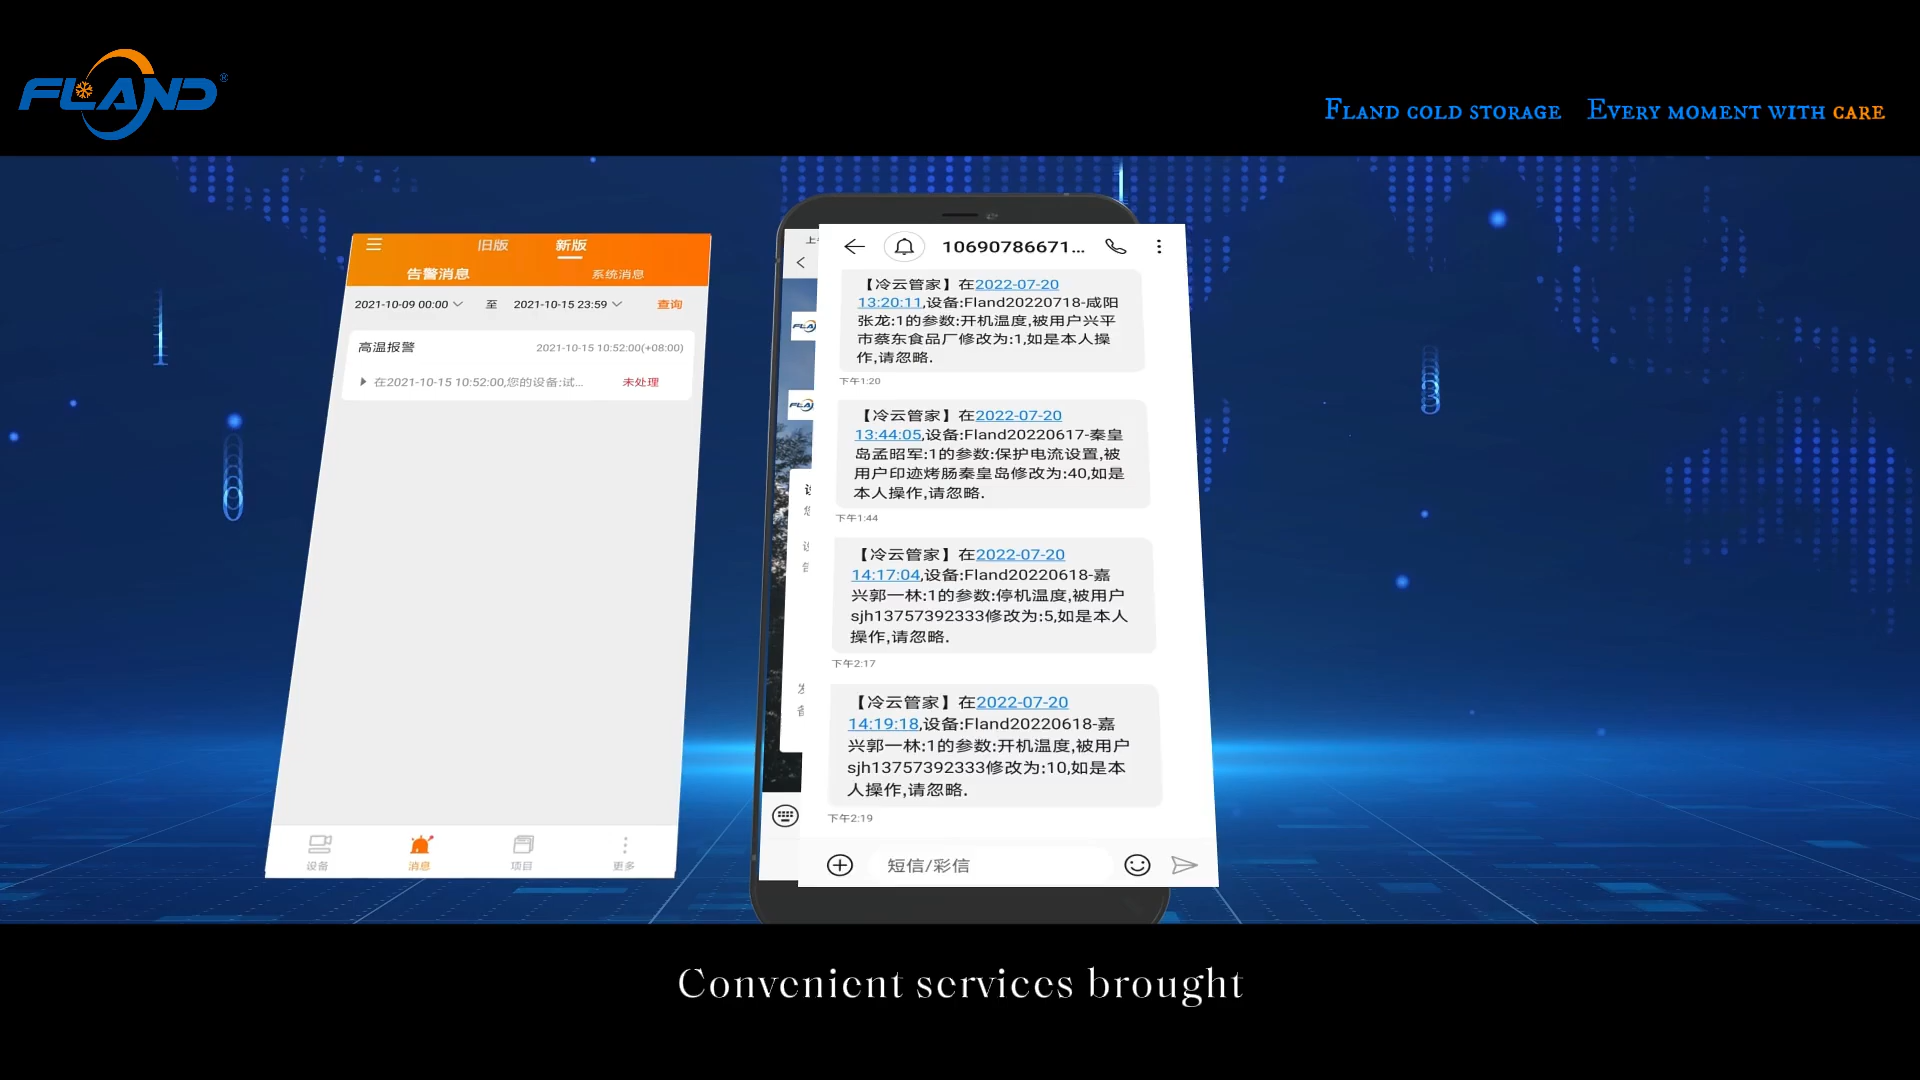 FLAND®
Fland cold storage Every moment with care
旧版 新版
告警消息 系统消息
2021-10-09 00:00 至 2021-10-15 23:59 查询
高温报警 2021-10-15 10:52:00(+08:00)
在2021-10-15 10:52:00,您的设备:试... 未处理
设备 消息 项目 更多
上午
10690786671...
【冷云管家】在2022-07-20
13:20:11,设备:Fland20220718-咸阳
张龙:1的参数:开机温度,被用户兴平
市蔡东食品厂修改为:1,如是本人操
作,请忽略.
下午1:20
【冷云管家】在2022-07-20
13:44:05,设备:Fland20220617-秦皇
岛孟昭军:1的参数:保护电流设置,被
用户印迹烤肠秦皇岛修改为:40,如是
本人操作,请忽略.
下午1:44
【冷云管家】在2022-07-20
14:17:04,设备:Fland20220618-嘉
兴郭一林:1的参数:停机温度,被用户
sjh13757392333修改为:5,如是本人
操作,请忽略.
下午2:17
【冷云管家】在2022-07-20
14:19:18,设备:Fland20220618-嘉
兴郭一林:1的参数:开机温度,被用户
sjh13757392333修改为:10,如是本
人操作,请忽略.
下午2:19
短信/彩信
Convenient services brought